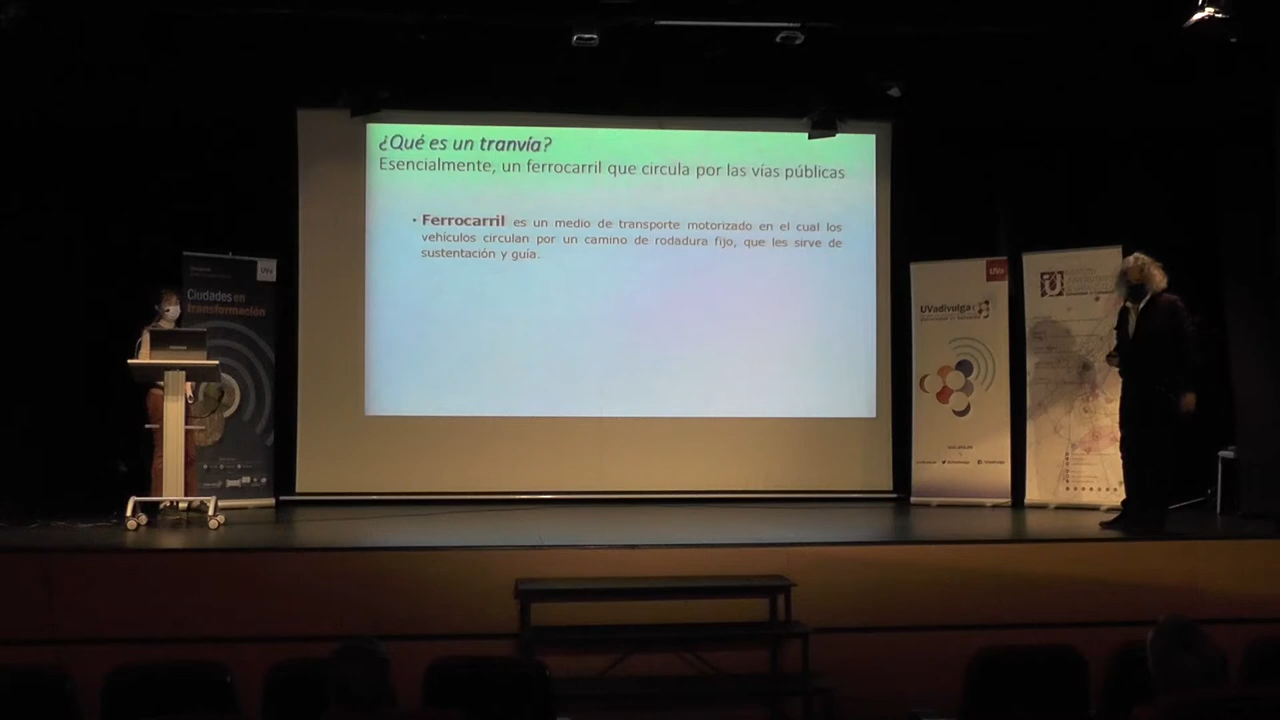 ¿Qué es un tranvía?
Esencialmente, un ferrocarril que circula por las vías públicas
• Ferrocarril es un medio de transporte motorizado en el cual los
vehículos circulan por un camino de rodadura fijo, que les sirve de
sustentación y guía.
UVa
Ciudades en
transformación
UVa
UVadivulga